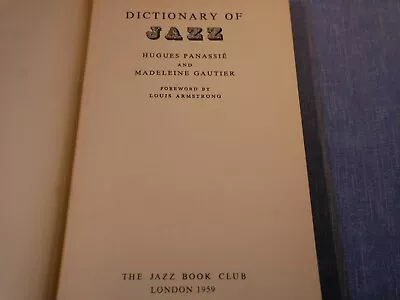 DICTIONARY OF
JAZZ
HUGUES PANASSIÉ
AND
MADELEINE GAUTIER
FOREWORD BY
LOUIS ARMSTRONG
THE JAZZ BOOK CLUB
LONDON 1959